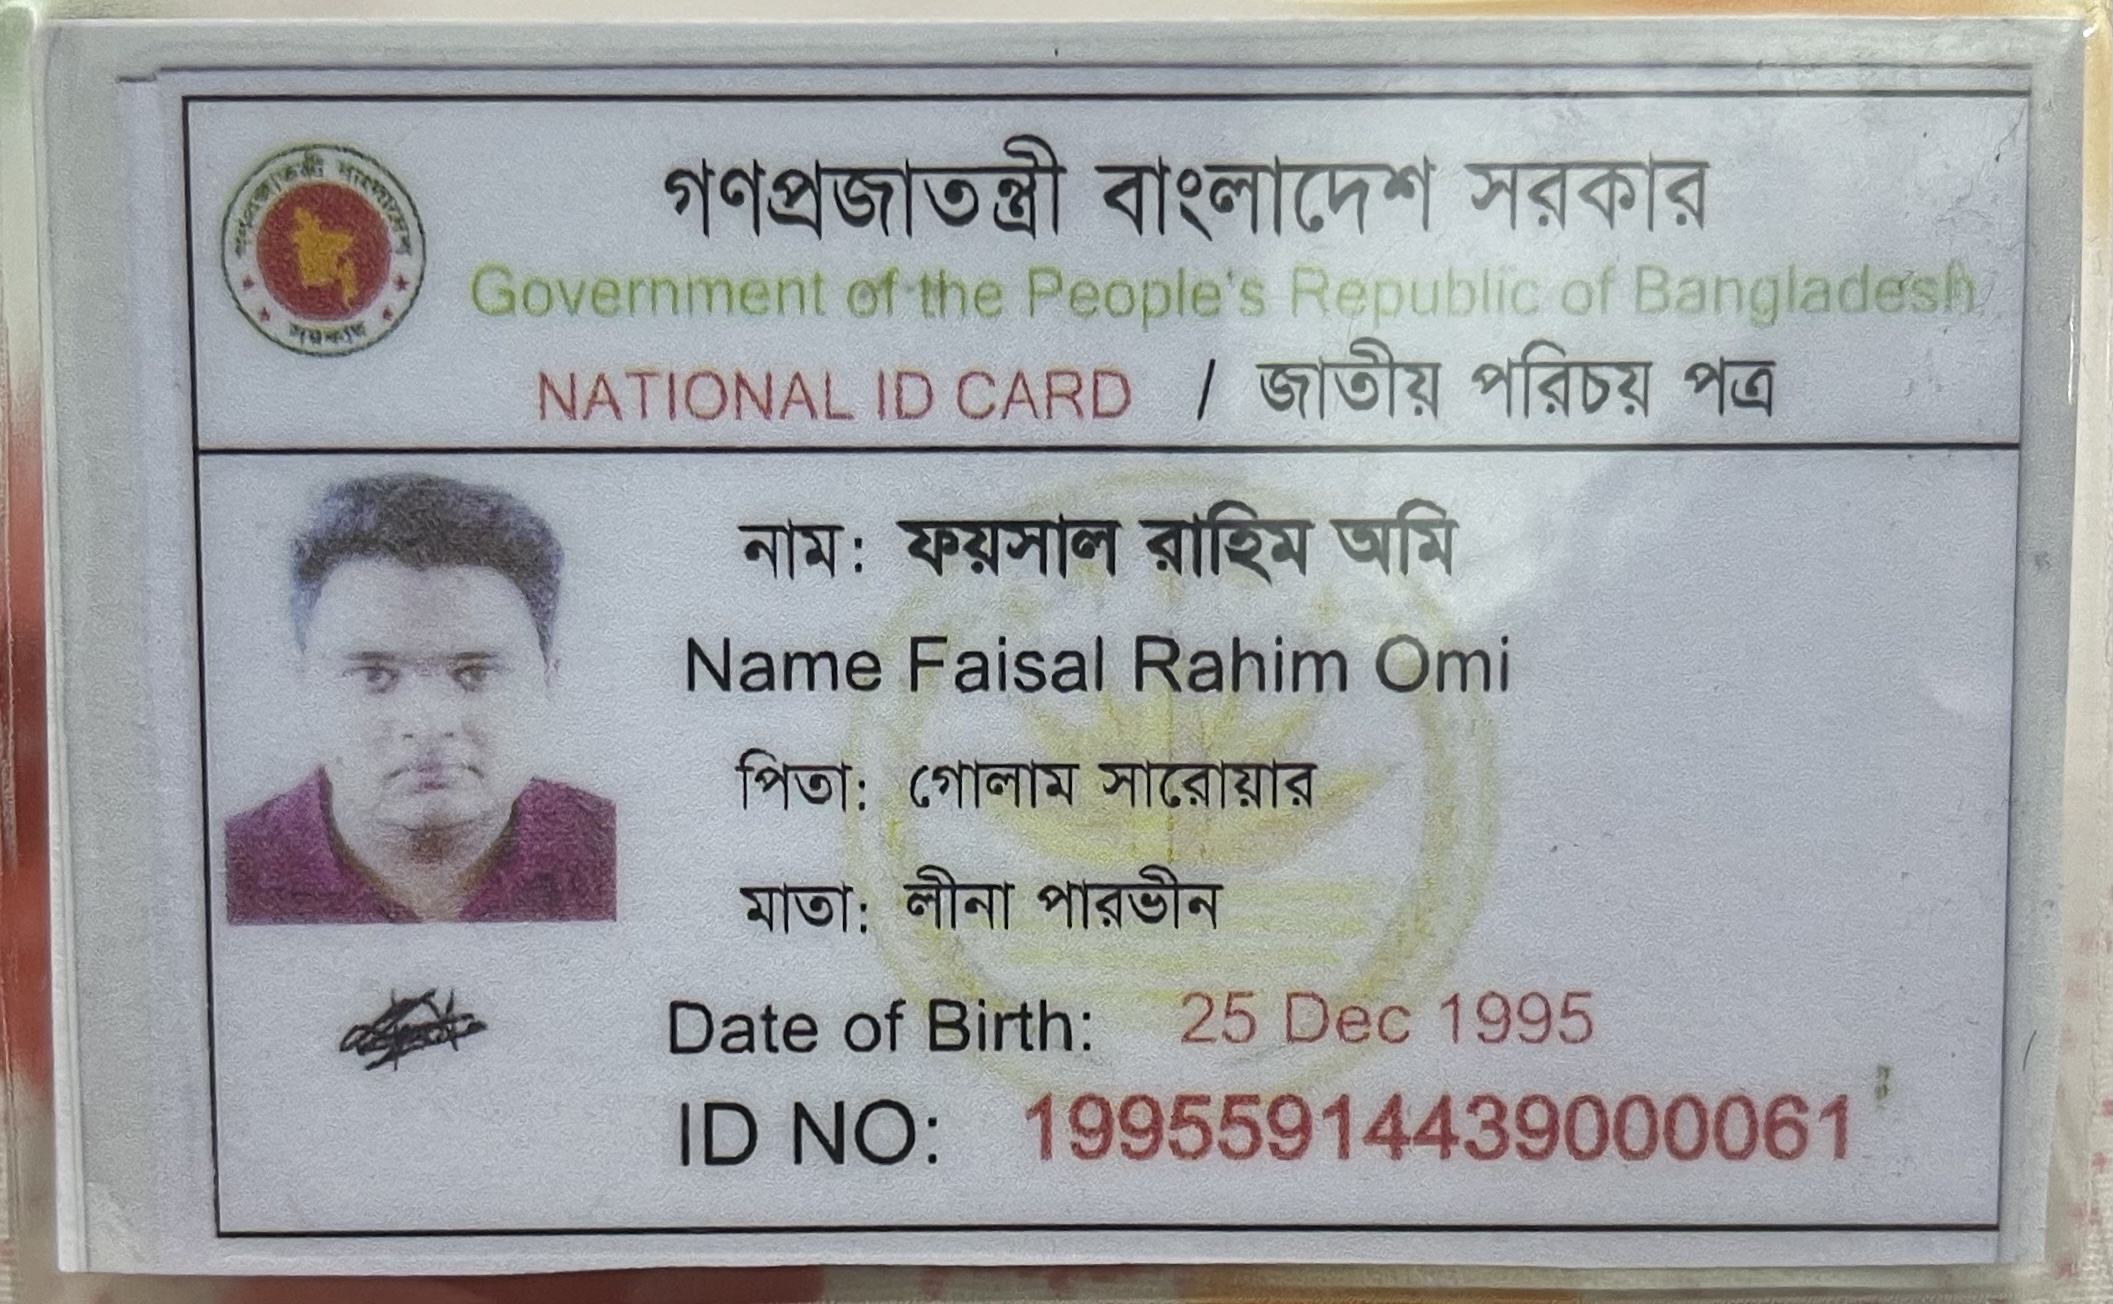 গণপ্রজাতন্ত্রী বাংলাদেশ সরকার
Government of the People's Republic of Bangladesh
NATIONAL ID CARD / জাতীয় পরিচয় পত্র
নাম: ফয়সাল রাহিম অমি
Name Faisal Rahim Omi
পিতা: গোলাম সারোয়ার
মাতা: লীনা পারভীন
Date of Birth: 25 Dec 1995
ID NO: 19955914439000061